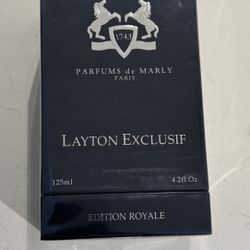 1743
PARFUMS de MARLY
PARIS
LAYTON EXCLUSIF
125ml 4.2fl.Oz
EDITION ROYALE